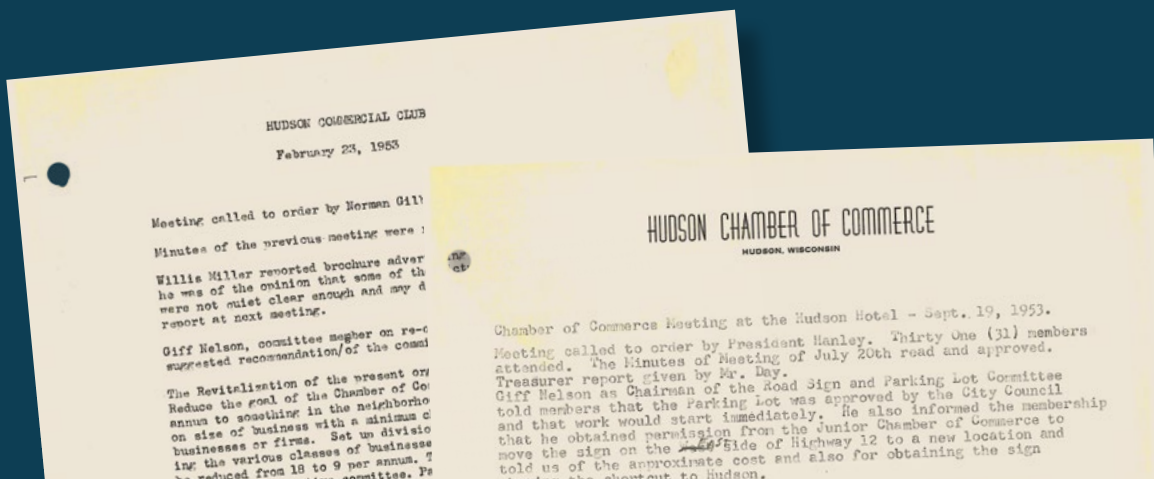 HUDSON COMMERCIAL CLUB
February 23, 1953
Meeting called to order by Norman
Minutes of the previous meeting were
Willis Miller reported brochure adver
he was of the opinion that some of th
were not quiet clear enough and may d
report at next meeting.
Giff Nelson, committee member on re-o
suggested recommendation/of the commi
The Revitalization of the present
Reduce the goal of the Chamber of
annum to something in the neighborho
on size of business with a minimum
businesses or firms. Set up divisio
ing the various classes of businesse
reduced from 18 to 9 per annum.
committee.
HUDSON CHAMBER OF COMMERCE
HUDSON, WISCONSIN
Chamber of Commerce Meeting at the Hudson Hotel - Sept. 19, 1953.
Meeting called to order by President Hanley. Thirty One (31) members
attended. The Minutes of Meeting of July 20th read and approved.
Treasurer report given by Mr. Day.
Giff Nelson as Chairman of the Road Sign and Parking Lot Committee
told members that the Parking Lot was approved by the City Council
and that work would start immediately. He also informed the membership
that he obtained permission from the Junior Chamber of Commerce to
move the sign on the East side of Highway 12 to a new location and
told us of the approximate cost and also for obtaining the sign
the shortcut to Hudson.